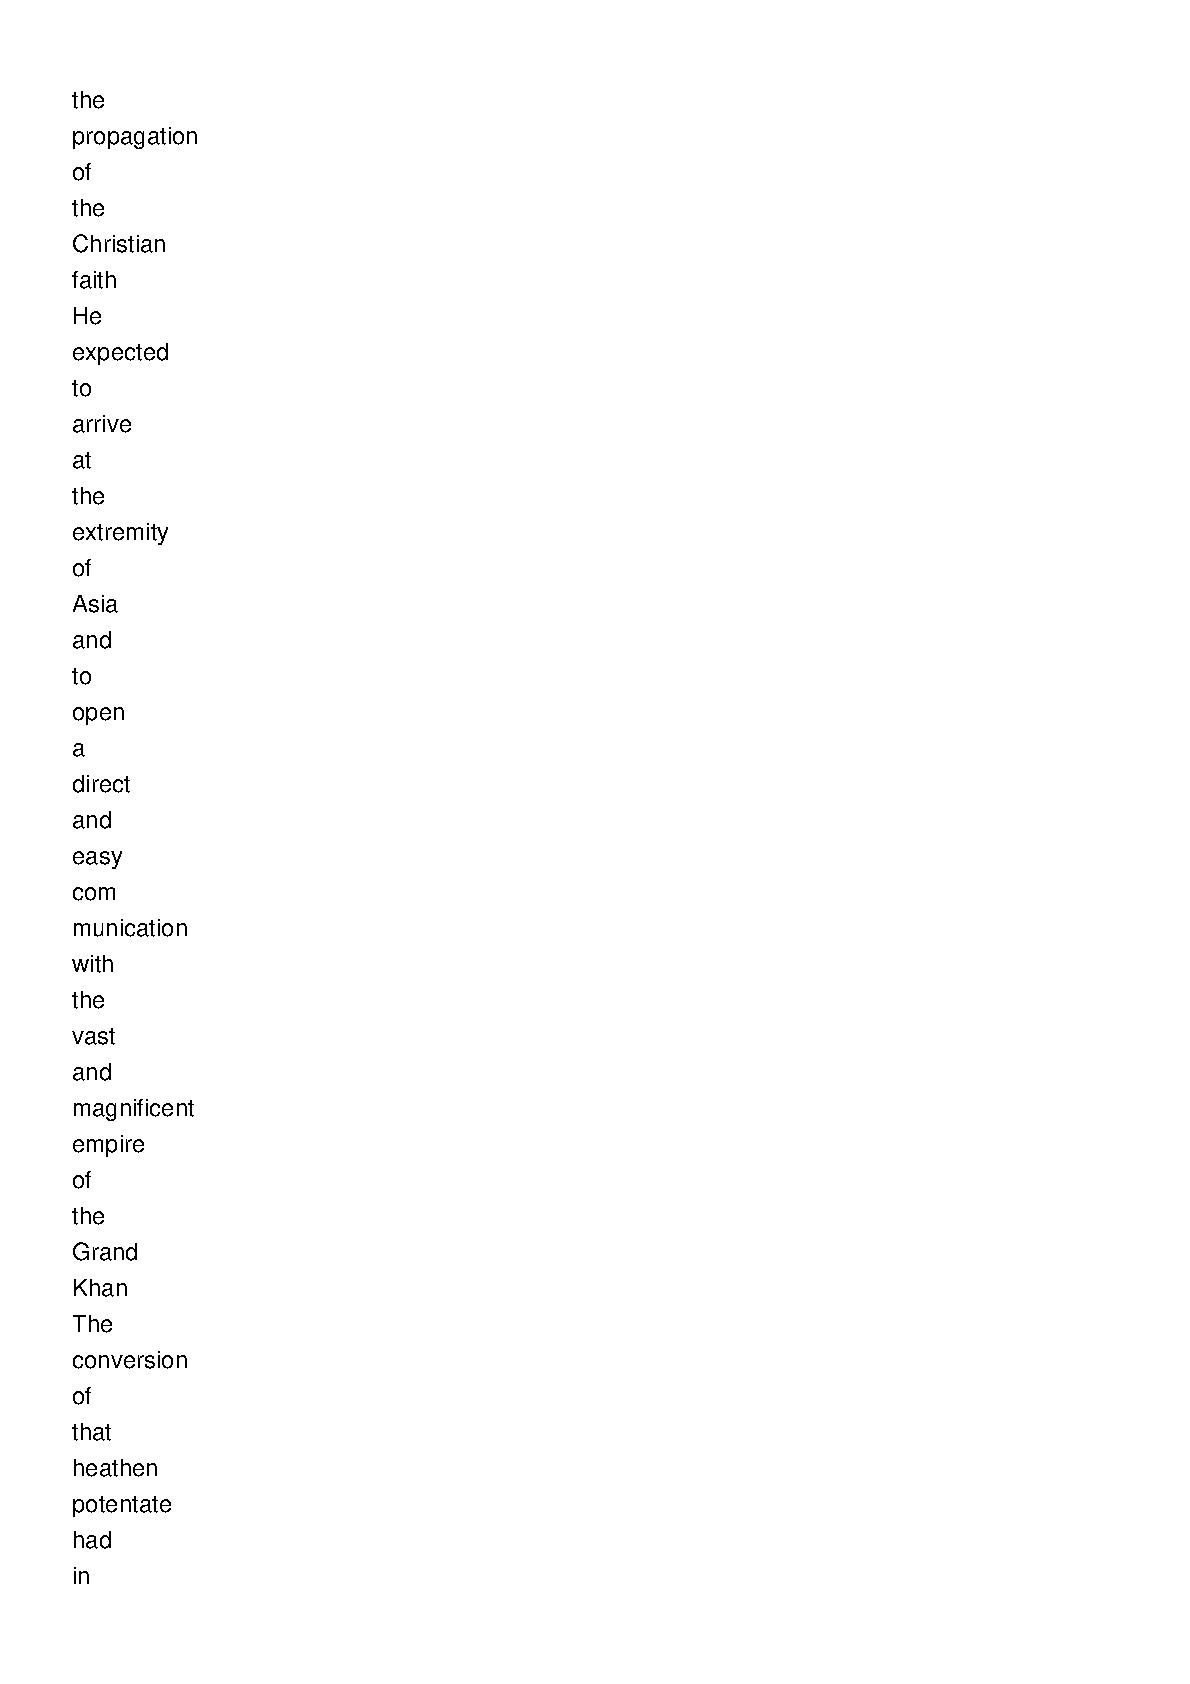 the
propagation
of
the
Christian
faith
He
expected
to
arrive
at
the
extremity
of
Asia
and
to
open
a
direct
and
easy
com
munication
with
the
vast
and
magnificent
empire
of
the
Grand
Khan
The
conversion
of
that
heathen
potentate
had
in